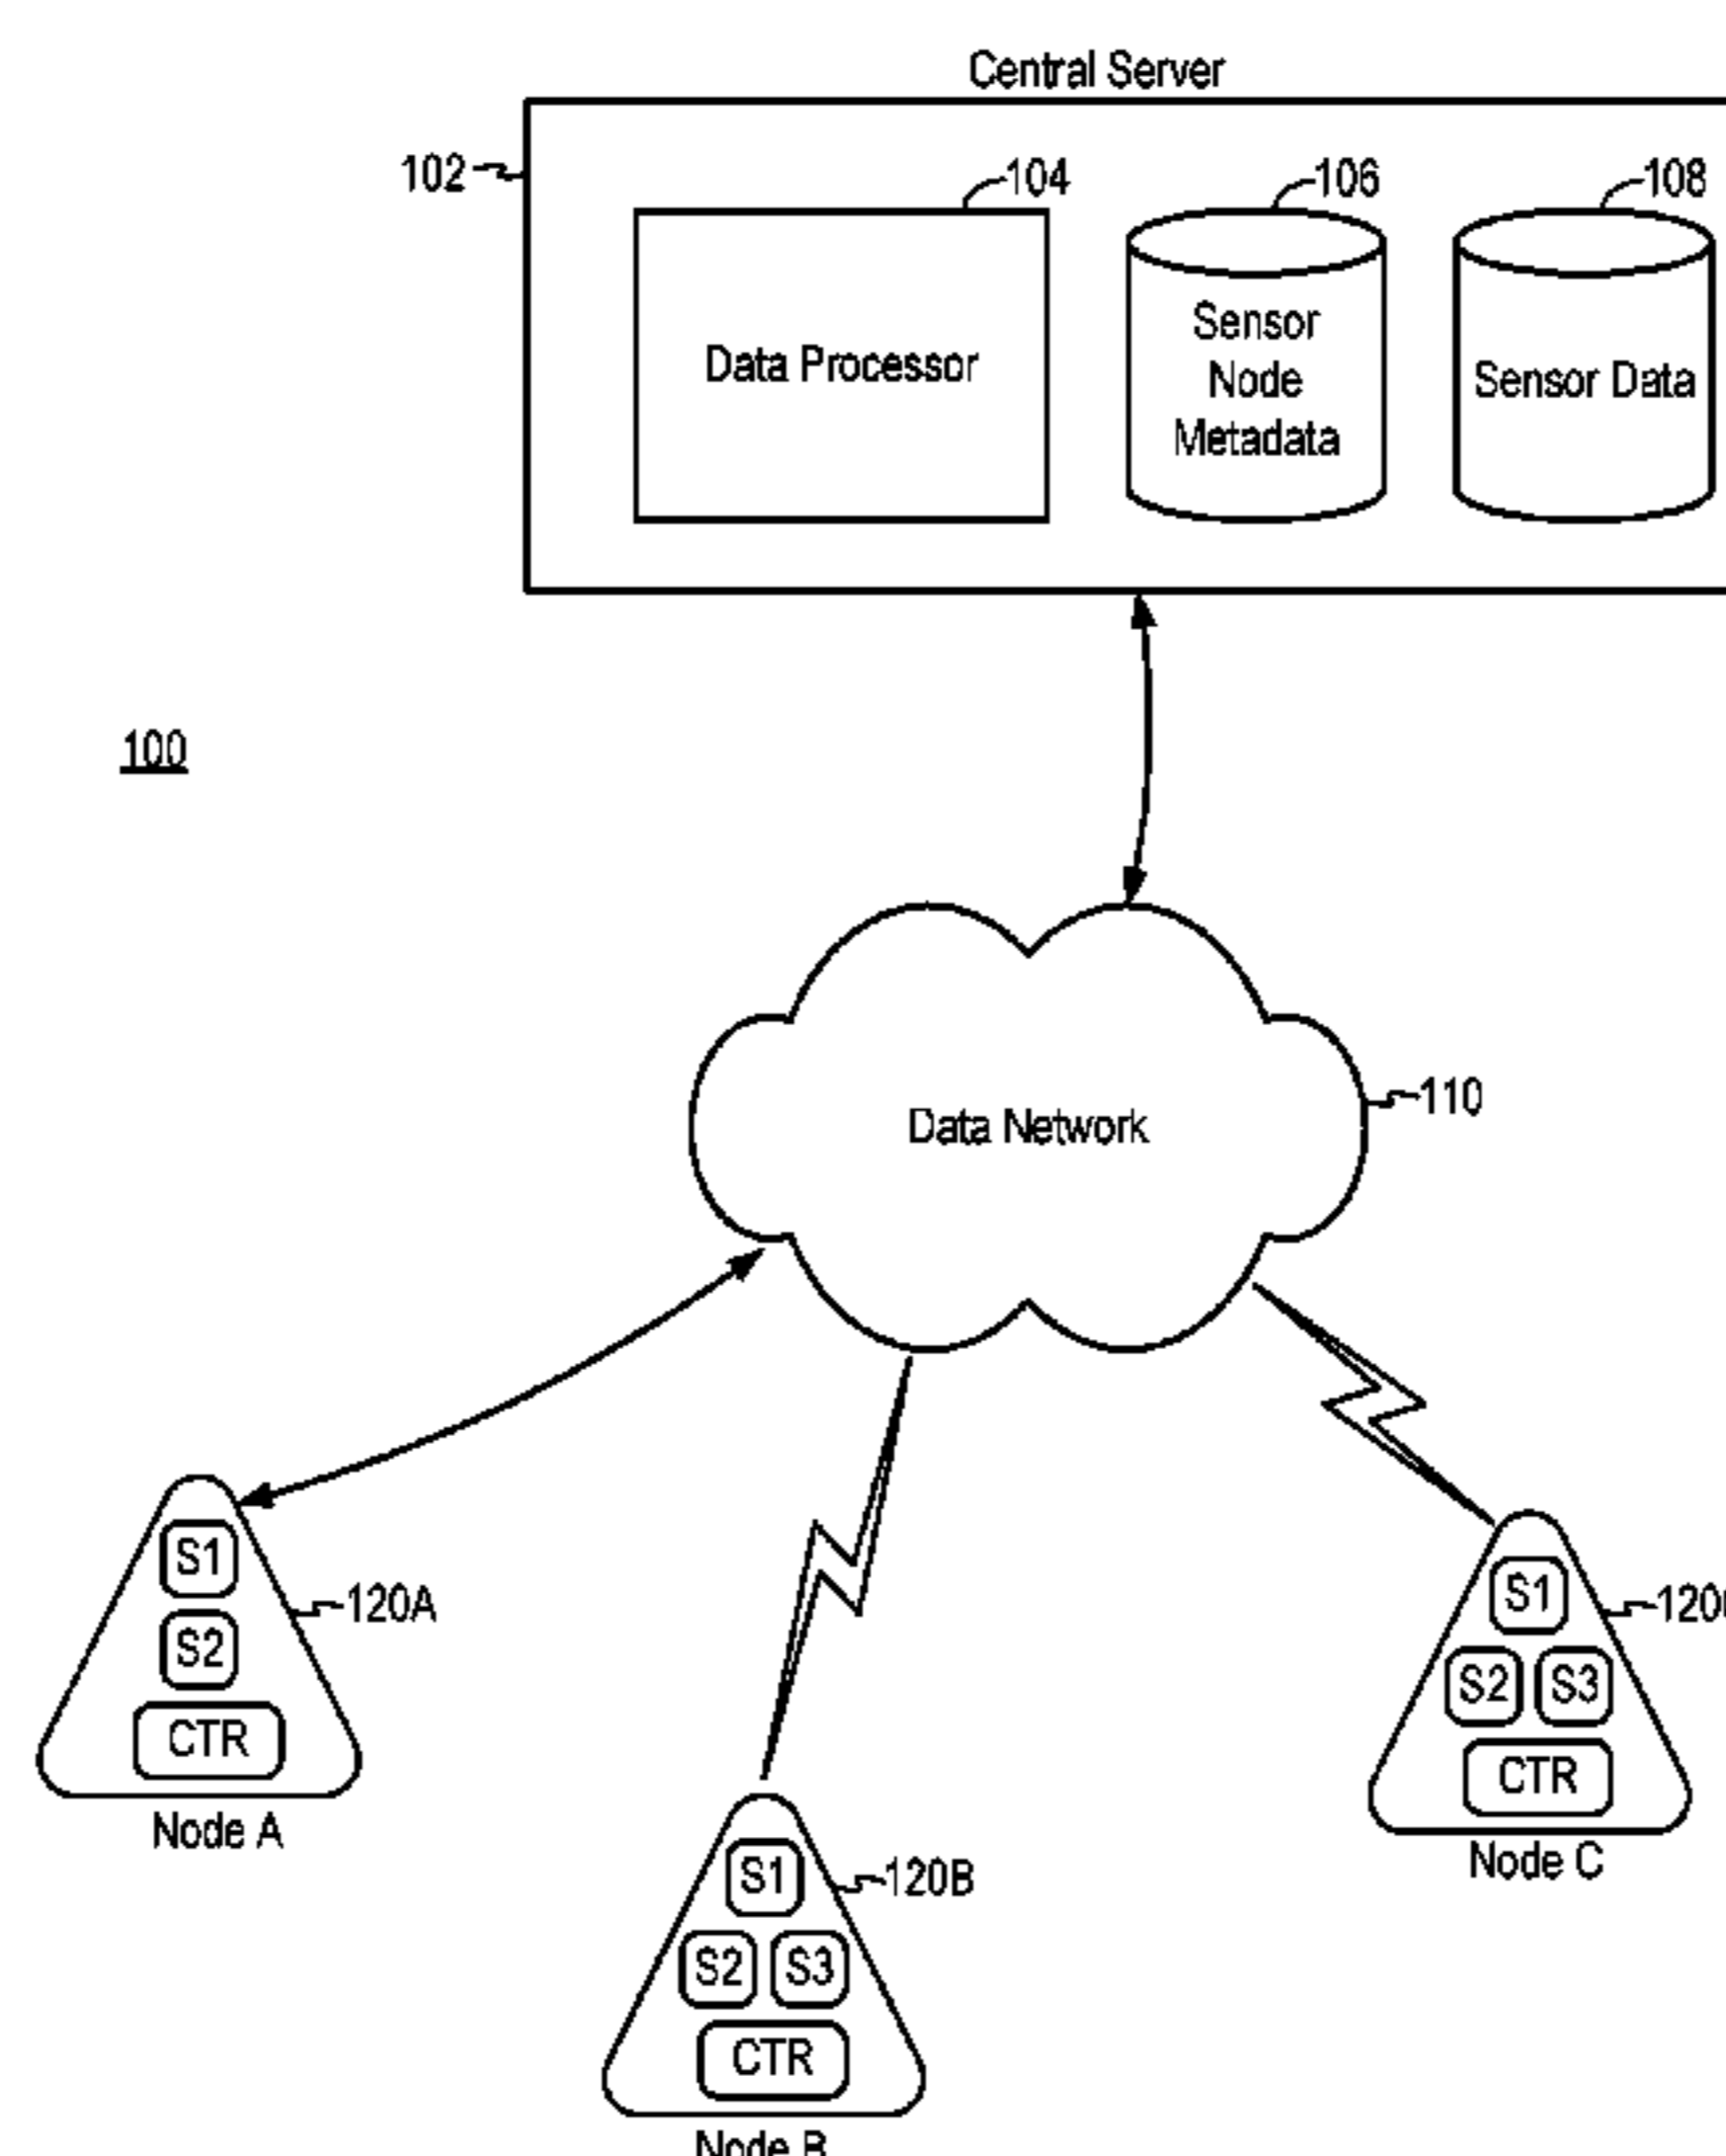 Central Server
102
104
106
108
Data Processor
Sensor
Node
Metadata
Sensor Data
100
Data Network
110
S1
S2
CTR
120A
Node A
S1
S2 S3
CTR
120B
Node B
S1
S2 S3
CTR
Node C